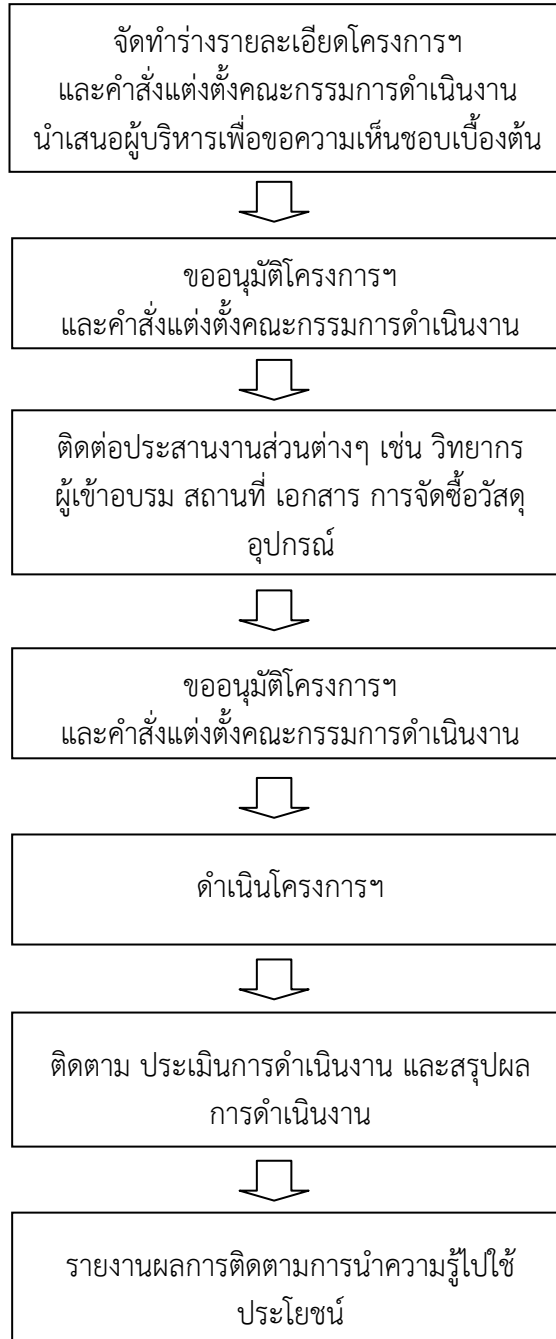 จัดทำร่างรายละเอียดโครงการฯ
และคำสั่งแต่งตั้งคณะกรรมการดำเนินงาน
นำเสนอผู้บริหารเพื่อขอความเห็นชอบเบื้องต้น
ขออนุมัติโครงการฯ
และคำสั่งแต่งตั้งคณะกรรมการดำเนินงาน
ติดต่อประสานงานส่วนต่างๆ เช่น วิทยากร
ผู้เข้าอบรม สถานที่ เอกสาร การจัดซื้อวัสดุ
อุปกรณ์
ขออนุมัติโครงการฯ
และคำสั่งแต่งตั้งคณะกรรมการดำเนินงาน
ดำเนินโครงการฯ
ติดตาม ประเมินการดำเนินงาน และสรุปผล
การดำเนินงาน
รายงานผลการติดตามการนำความรู้ไปใช้
ประโยชน์